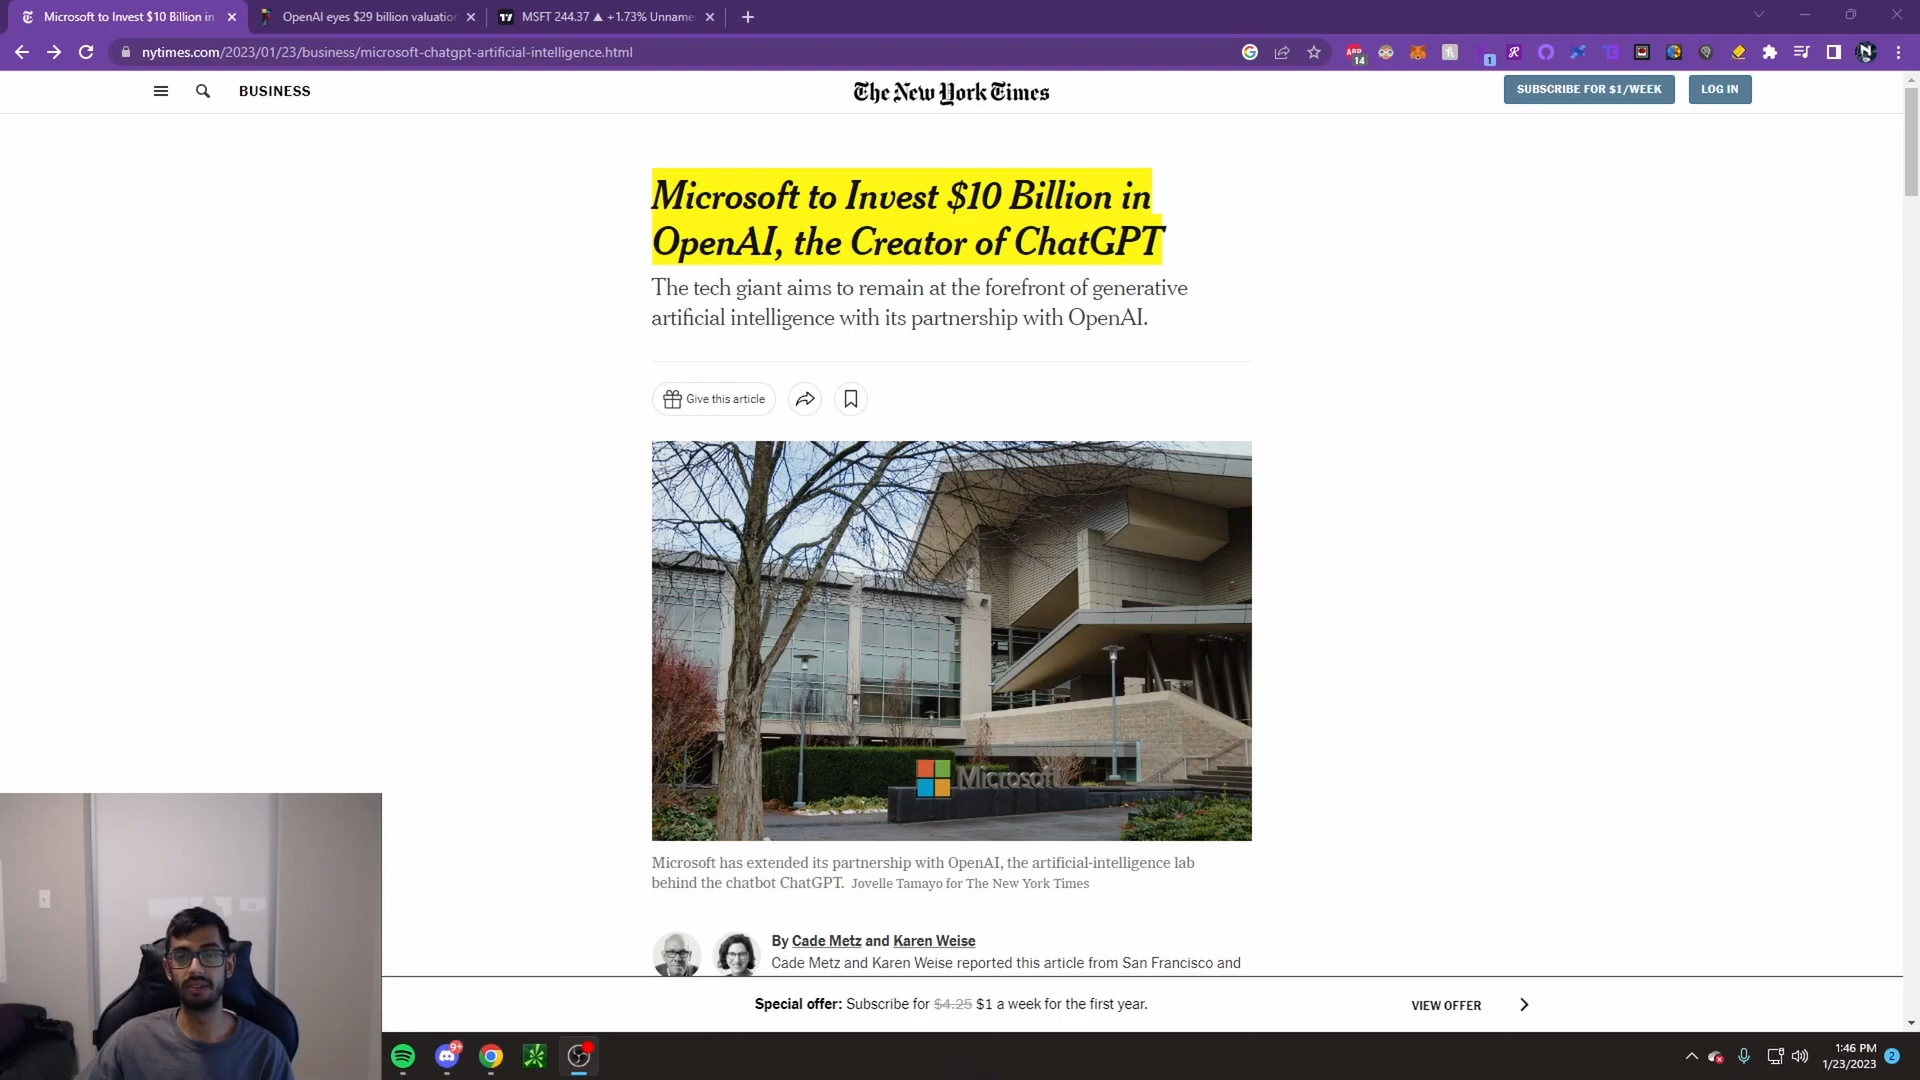 Microsoft to Invest $10 Billion in
OpenAI eyes $29 billion valuation
MSFT 244.37 ▲ +1.73% Unname
nytimes.com/2023/01/23/business/microsoft-chatgpt-artificial-intelligence.html
14
1
BUSINESS
The New York Times
SUBSCRIBE FOR $1/WEEK
LOG IN
Microsoft to Invest $10 Billion in
OpenAI, the Creator of ChatGPT
The tech giant aims to remain at the forefront of generative
artificial intelligence with its partnership with OpenAI.
Give this article
Microsoft
Microsoft has extended its partnership with OpenAI, the artificial-intelligence lab
behind the chatbot ChatGPT. Jovelle Tamayo for The New York Times
By Cade Metz and Karen Weise
Cade Metz and Karen Weise reported this article from San Francisco and
Special offer: Subscribe for $4.25 $1 a week for the first year.
VIEW OFFER
9+
1:46 PM
1/23/2023
2